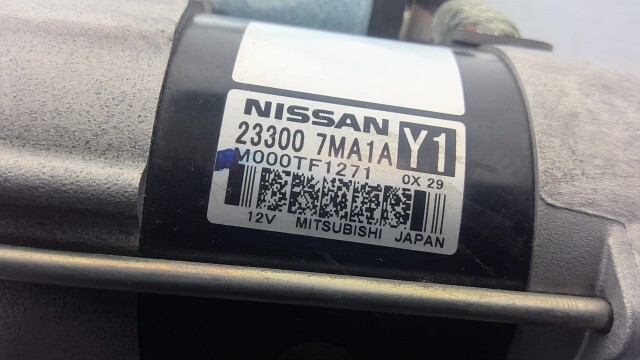 NISSAN
23300 7MA1A Y1
M000TF1271 0X 29
12V MITSUBISHI JAPAN